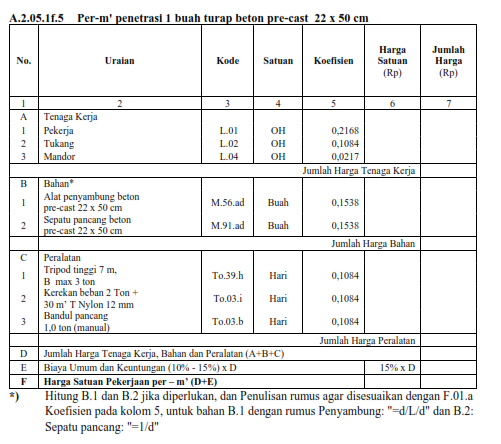 A.2.05.1f.5 Per-m' penetrasi 1 buah turap beton pre-cast 22 x 50 cm
No. Uraian Kode Satuan Koefisien Harga Satuan (Rp) Jumlah Harga (Rp)
1 2 3 4 5 6 7
A Tenaga Kerja
1 Pekerja L.01 OH 0,2168
2 Tukang L.02 OH 0,1084
3 Mandor L.04 OH 0,0217
Jumlah Harga Tenaga Kerja
B Bahan*
1 Alat penyambung beton pre-cast 22 x 50 cm M.56.ad Buah 0,1538
2 Sepatu pancang beton pre-cast 22 x 50 cm M.91.ad Buah 0,1538
Jumlah Harga Bahan
C Peralatan
1 Tripod tinggi 7 m, B max 3 ton To.39.h Hari 0,1084
2 Kerekan beban 2 Ton + 30 m' T Nylon 12 mm To.03.i Hari 0,1084
3 Bandul pancang 1,0 ton (manual) To.03.b Hari 0,1084
Jumlah Harga Peralatan
D Jumlah Harga Tenaga Kerja, Bahan dan Peralatan (A+B+C)
E Biaya Umum dan Keuntungan (10% - 15%) x D 15% x D
F Harga Satuan Pekerjaan per – m' (D+E)
*) Hitung B.1 dan B.2 jika diperlukan, dan Penulisan rumus agar disesuaikan dengan F.01.a
Koefisien pada kolom 5, untuk bahan B.1 dengan rumus Penyambung: "=d/L/d" dan B.2:
Sepatu pancang: "=1/d"